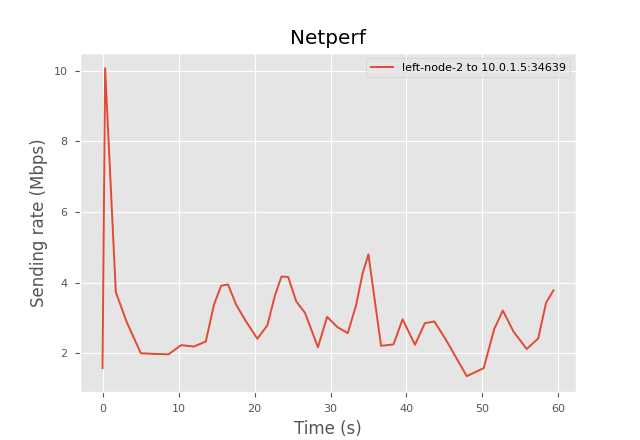 Netperf
left-node-2 to 10.0.1.5:34639
Sending rate (Mbps)
10
8
6
4
2
0 10 20 30 40 50 60
Time (s)